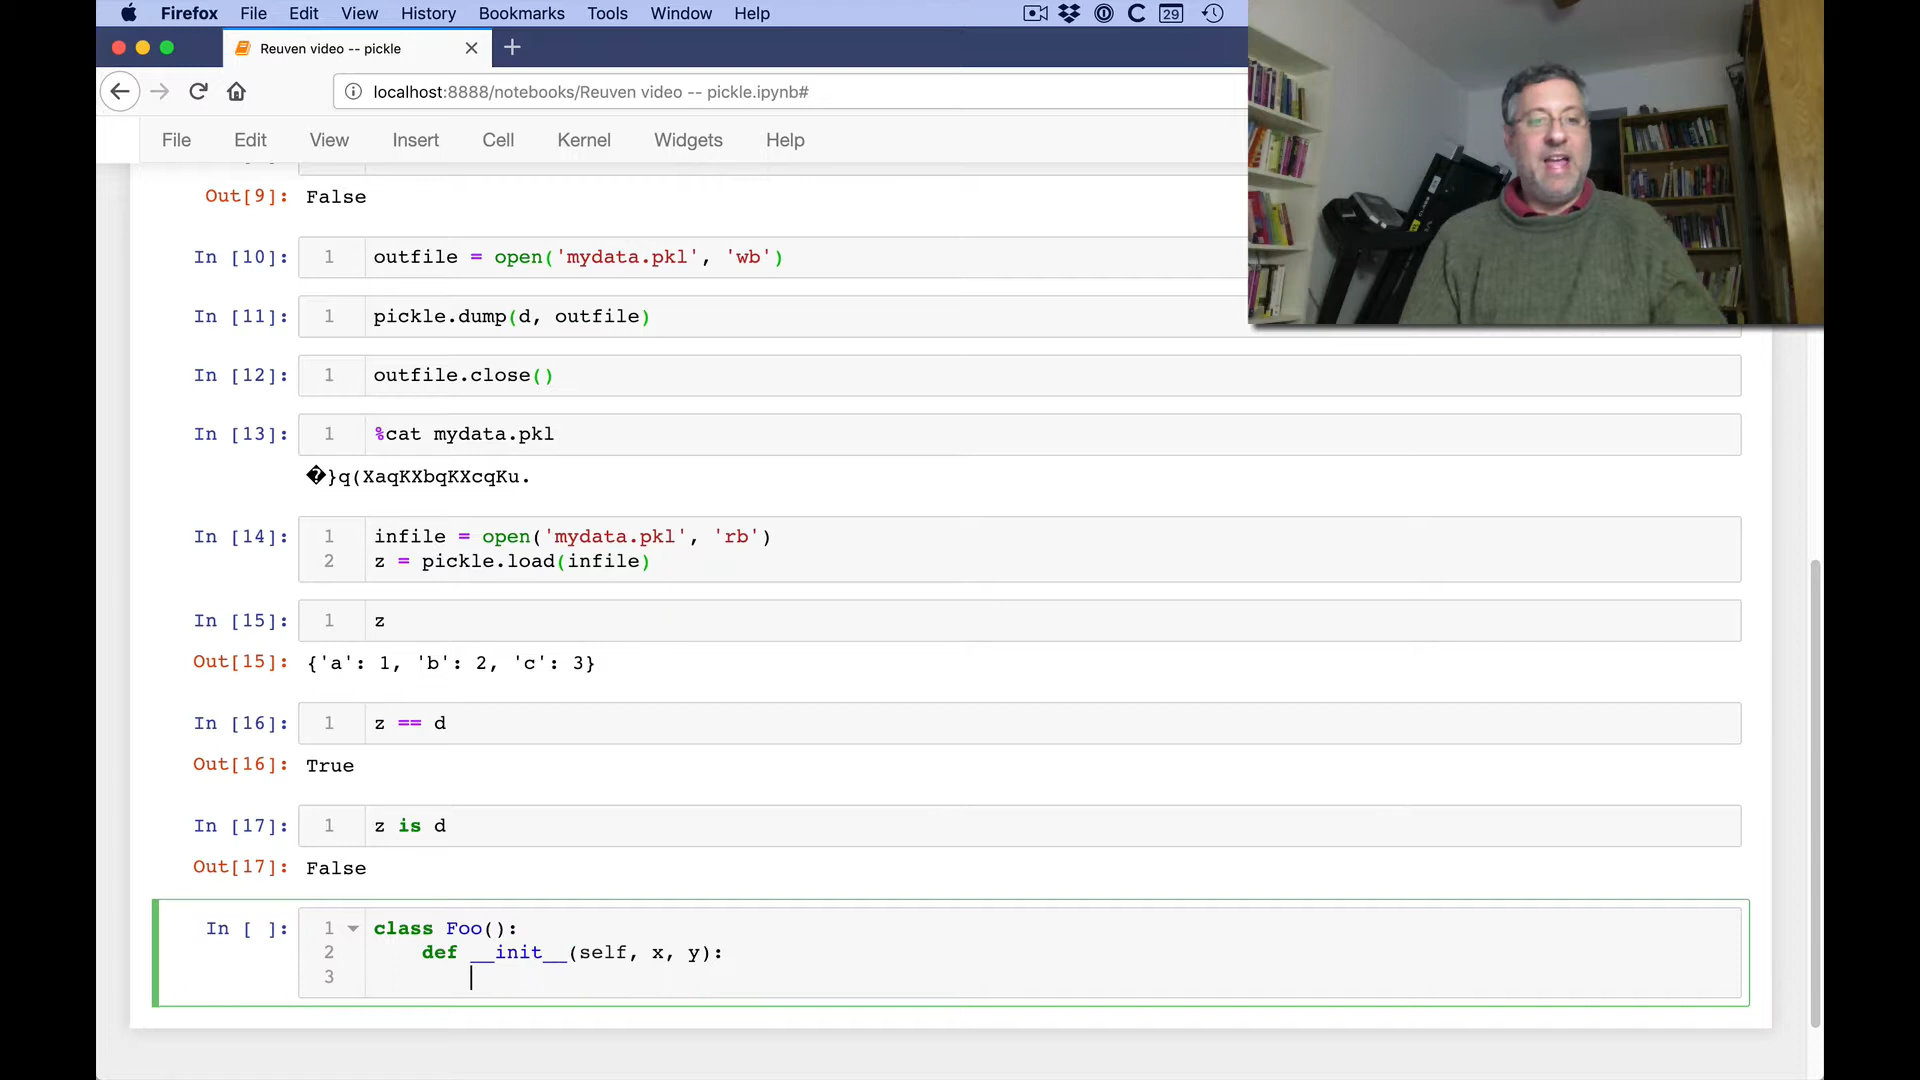 Firefox File Edit View History Bookmarks Tools Window Help 29
Reuven video -- pickle
localhost:8888/notebooks/Reuven video -- pickle.ipynb#
File Edit View Insert Cell Kernel Widgets Help
Out[9]: False
In [10]: 1 outfile = open('mydata.pkl', 'wb')
In [11]: 1 pickle.dump(d, outfile)
In [12]: 1 outfile.close()
In [13]: 1 %cat mydata.pkl
�}q(XaqKXbqKXcqKu.
In [14]: 1 infile = open('mydata.pkl', 'rb')
2 z = pickle.load(infile)
In [15]: 1 z
Out[15]: {'a': 1, 'b': 2, 'c': 3}
In [16]: 1 z == d
Out[16]: True
In [17]: 1 z is d
Out[17]: False
In [ ]: 1 class Foo():
2 def __init__(self, x, y):
3